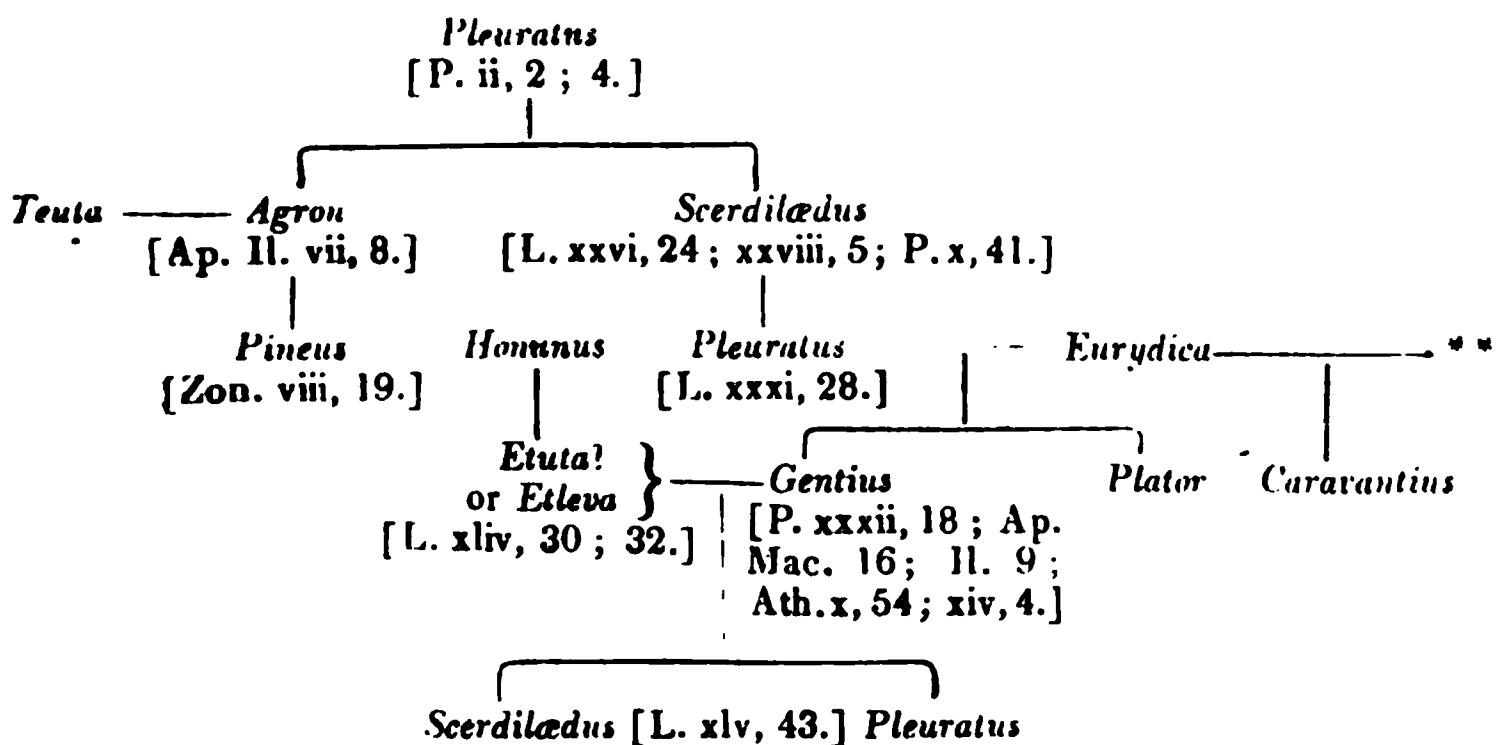 Pleuratus
[P. ii, 2 ; 4.]
Teuta Agron Scerdilædus
[Ap. Il. vii, 8.] [L. xxvi, 24 ; xxviii, 5 ; P. x, 41.]
Pineus Honunus Pleuratus Eurydica **
[Zon. viii, 19.] [L. xxxi, 28.]
Etuta?
or Etleva } Gentius Plator Caravantius
[L. xliv, 30 ; 32.] [P. xxxii, 18 ; Ap.
Mac. 16 ; Il. 9 ;
Ath. x, 54 ; xiv, 4.]
Scerdilædus [L. xlv, 43.] Pleuratus